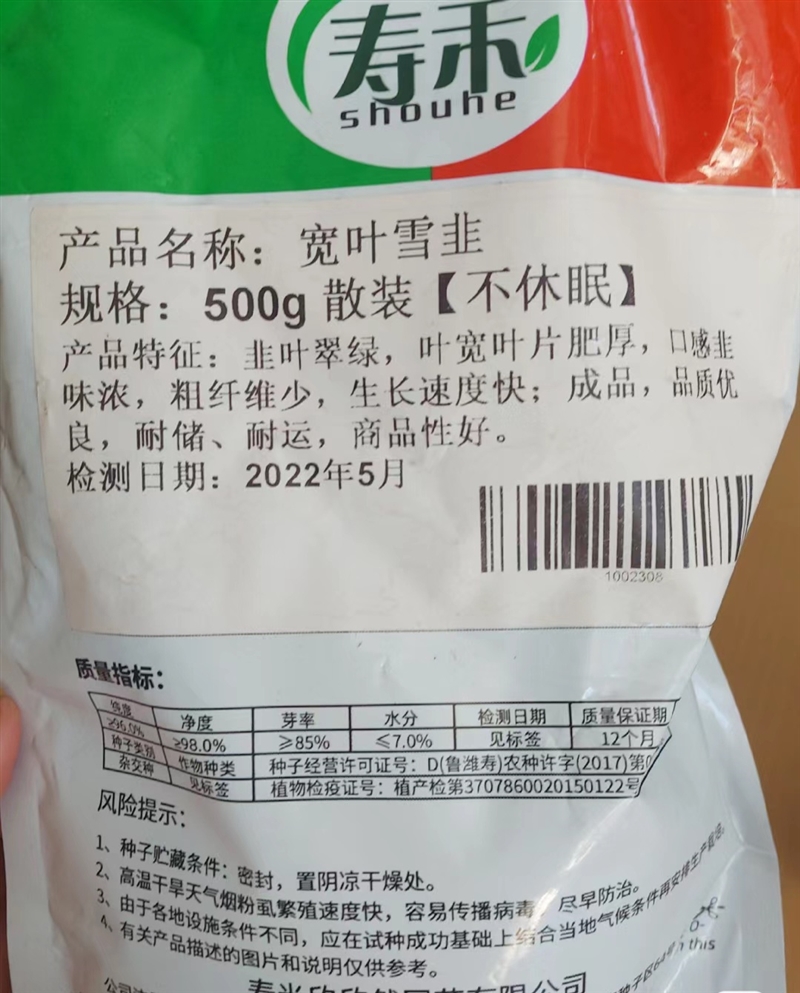 寿禾
shouhe
产品名称：宽叶雪韭
规格：500g 散装【不休眠】
产品特征：韭叶翠绿，叶宽叶片肥厚，口感韭
味浓，粗纤维少，生长速度快；成品，品质优
良，耐储、耐运，商品性好。
检测日期：2022年5月
1002308
质量指标：
纯度 净度 芽率 水分 检测日期 质量保证期
≥96.0% ≥98.0% ≥85% ≤7.0% 见标签 12个月
种子类别 作物种类 种子经营许可证号：D(鲁潍寿)农种许字(2017)第0
杂交种 见标签 植物检疫证号：植产检第3707860020150122号
风险提示：
1、种子贮藏条件：密封，置阴凉干燥处。
2、高温干旱天气烟粉虱繁殖速度快，容易传播病毒，尽早防治。
3、由于各地设施条件不同，应在试种成功基础上结合当地气候条件再安排生产
4、有关产品描述的图片和说明仅供参考。
this